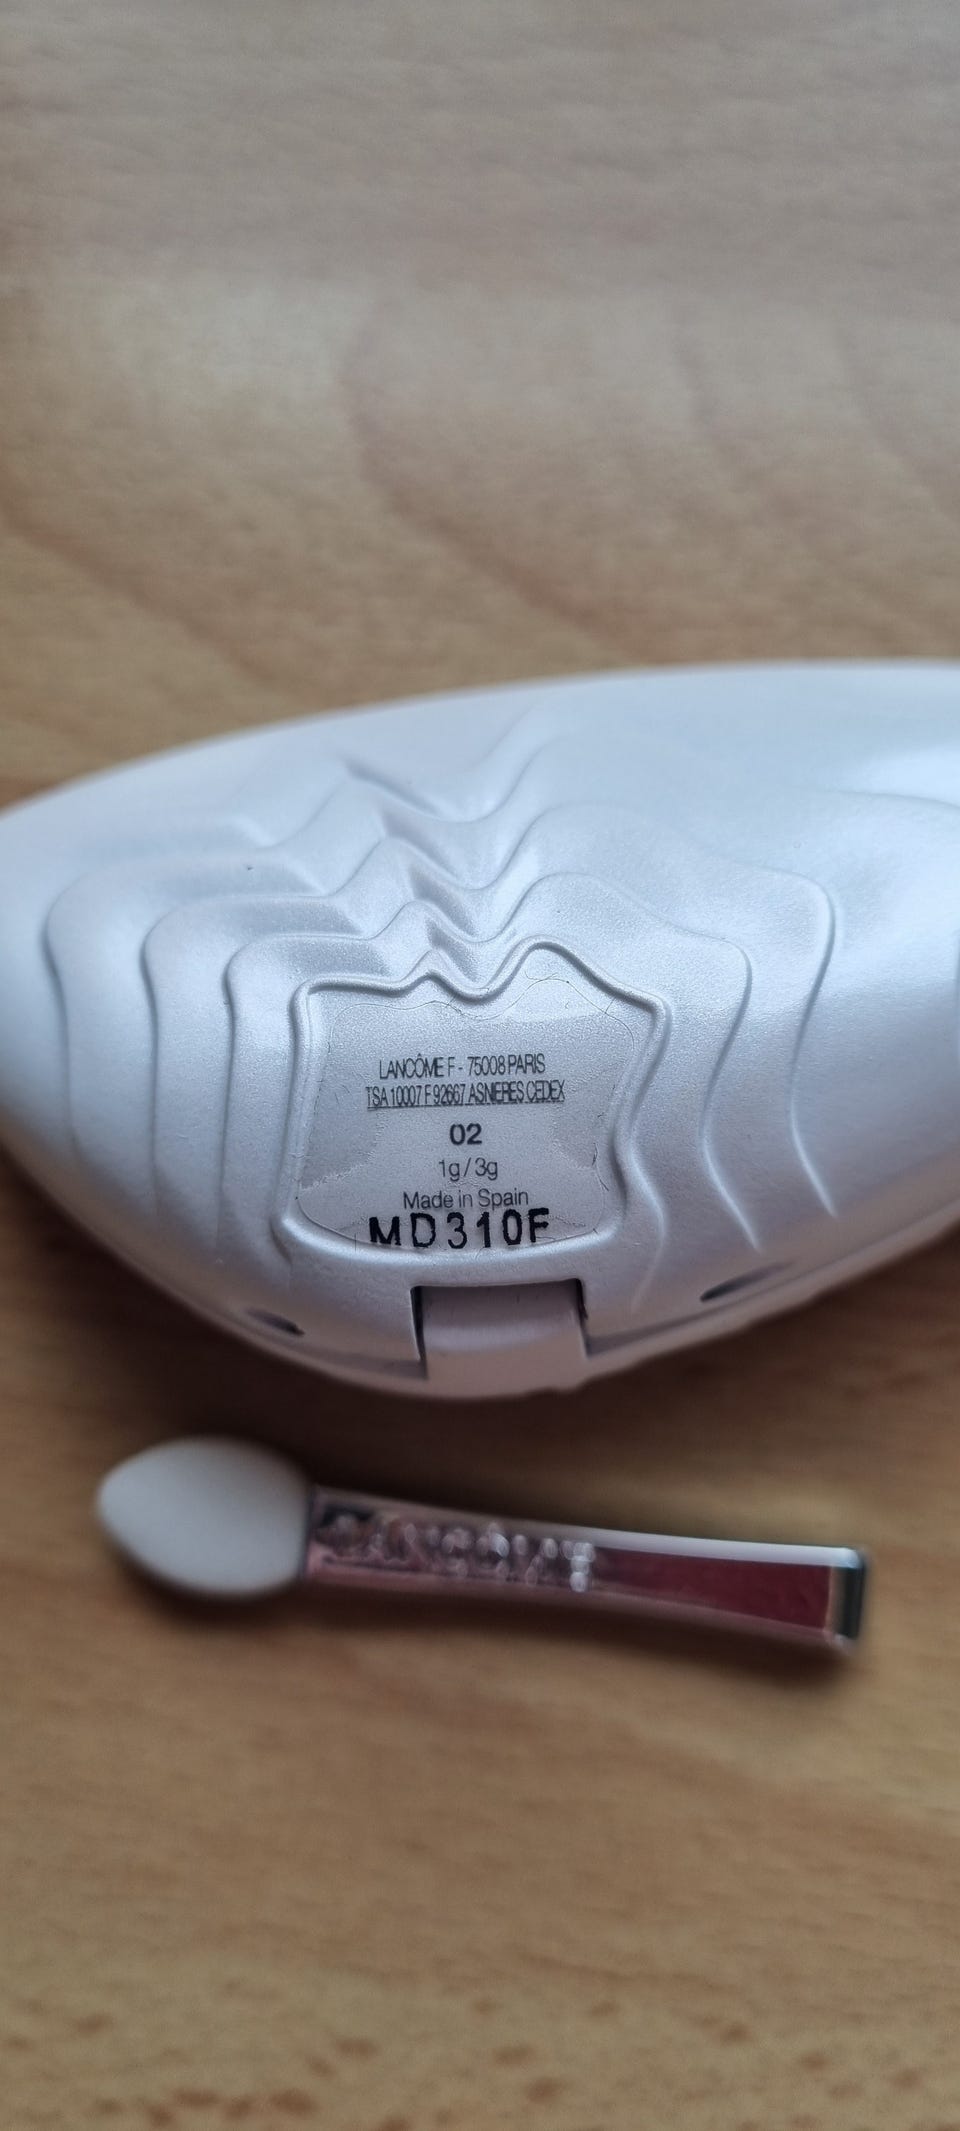 LANCÔME F - 75008 PARIS
TSA 10007 F 92667 ASNIERES CEDEX
02
1g / 3g
Made in Spain
MD310F